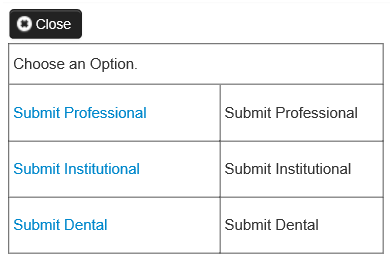 Close
Choose an Option.
Submit Professional Submit Professional
Submit Institutional Submit Institutional
Submit Dental Submit Dental